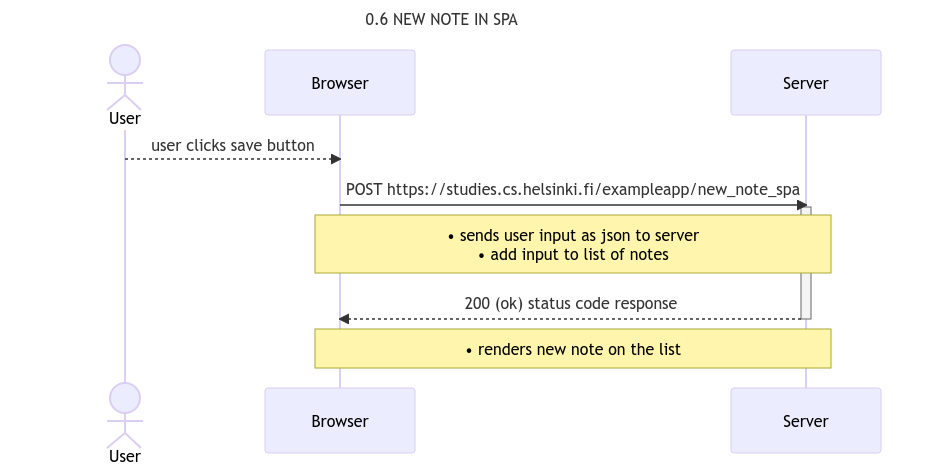 0.6 NEW NOTE IN SPA
User
Browser
Server
user clicks save button
POST https://studies.cs.helsinki.fi/exampleapp/new_note_spa
• sends user input as json to server
• add input to list of notes
200 (ok) status code response
• renders new note on the list
User
Browser
Server